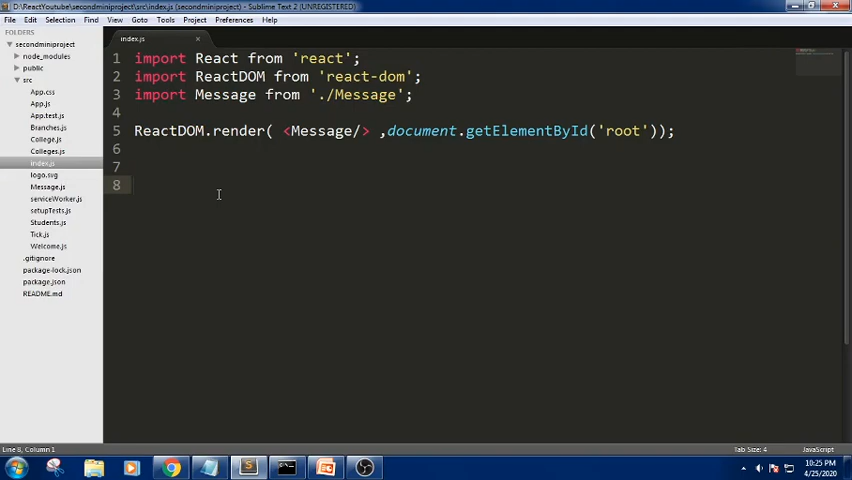 D:\ReactYoutube\secondminiproject\src\index.js (secondminiproject) - Sublime Text 2 (UNREGISTERED)
File Edit Selection Find View Goto Tools Project Preferences Help
FOLDERS
secondminiproject
node_modules
public
src
App.css
App.js
App.test.js
Branches.js
College.js
Colleges.js
index.js
logo.svg
Message.js
serviceWorker.js
setupTests.js
Students.js
Tick.js
Welcome.js
.gitignore
package-lock.json
package.json
README.md
index.js ×
1 import React from 'react';
2 import ReactDOM from 'react-dom';
3 import Message from './Message';
4
5 ReactDOM.render( <Message/> ,document.getElementById('root'));
6
7
8
Line 8, Column 1 Tab Size: 4 JavaScript
10:25 PM
4/25/2020